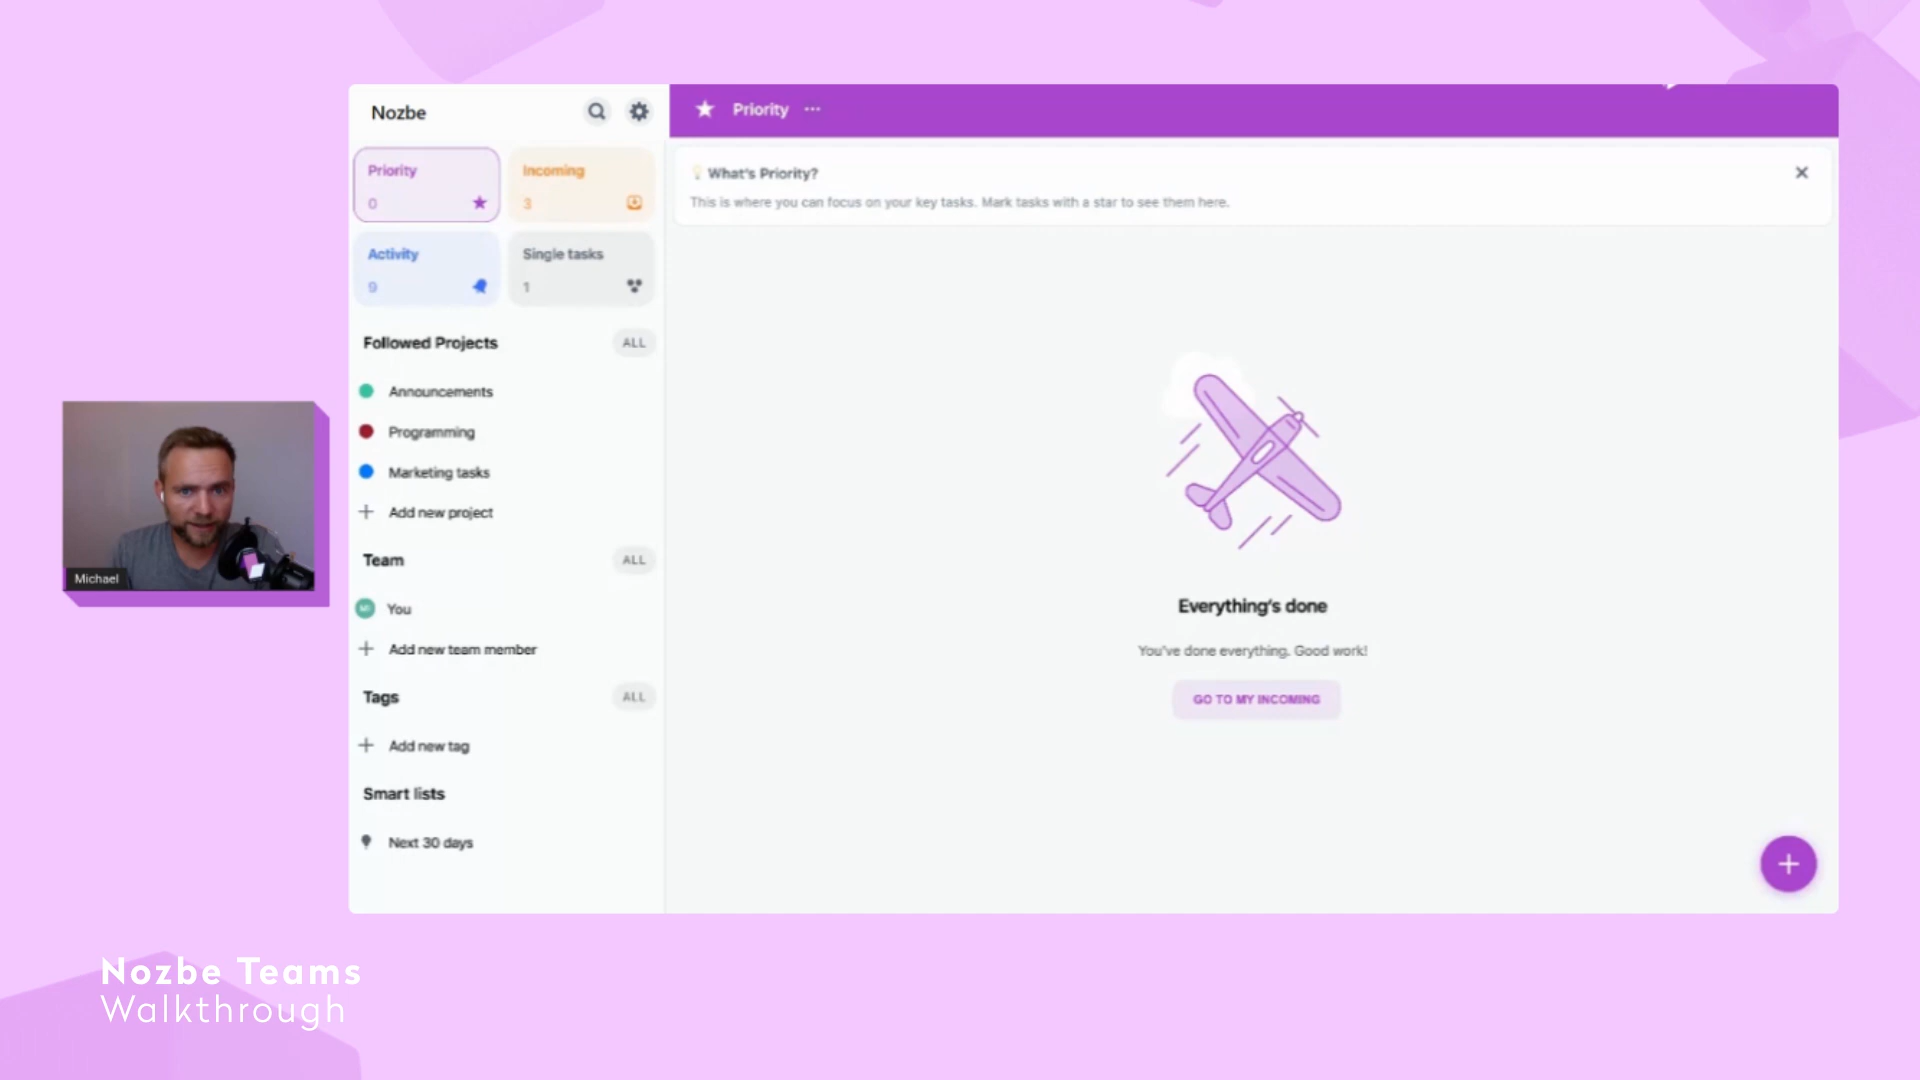 Nozbe
Priority
0
Incoming
3
Activity
9
Single tasks
1
Followed Projects
ALL
Announcements
Programming
Marketing tasks
Add new project
Team
ALL
You
Add new team member
Tags
ALL
Add new tag
Smart lists
Next 30 days
Priority
What's Priority?
This is where you can focus on your key tasks. Mark tasks with a star to see them here.
Everything's done
You've done everything. Good work!
GO TO MY INCOMING
Michael
Nozbe Teams
Walkthrough